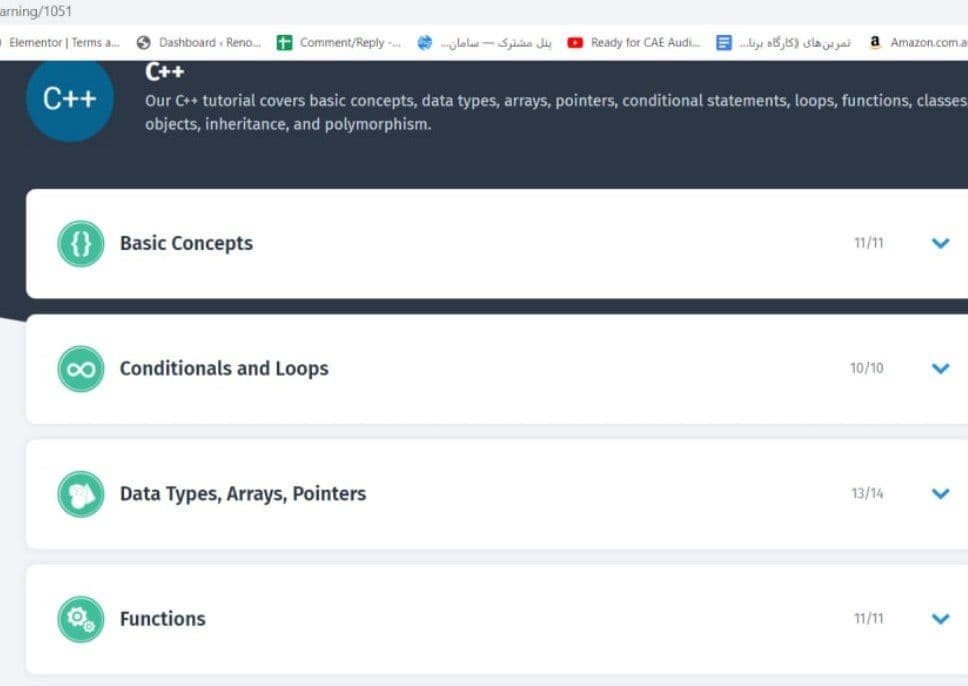 arning/1051
Elementor | Terms a... Dashboard ‹ Reno... Comment/Reply -... پنل مشترک — سامان... Ready for CAE Audi... تمرین‌های (کارگاه برنا... a Amazon.com.a
C++
C++
Our C++ tutorial covers basic concepts, data types, arrays, pointers, conditional statements, loops, functions, classes,
objects, inheritance, and polymorphism.
{} Basic Concepts 11/11
Conditionals and Loops 10/10
Data Types, Arrays, Pointers 13/14
Functions 11/11